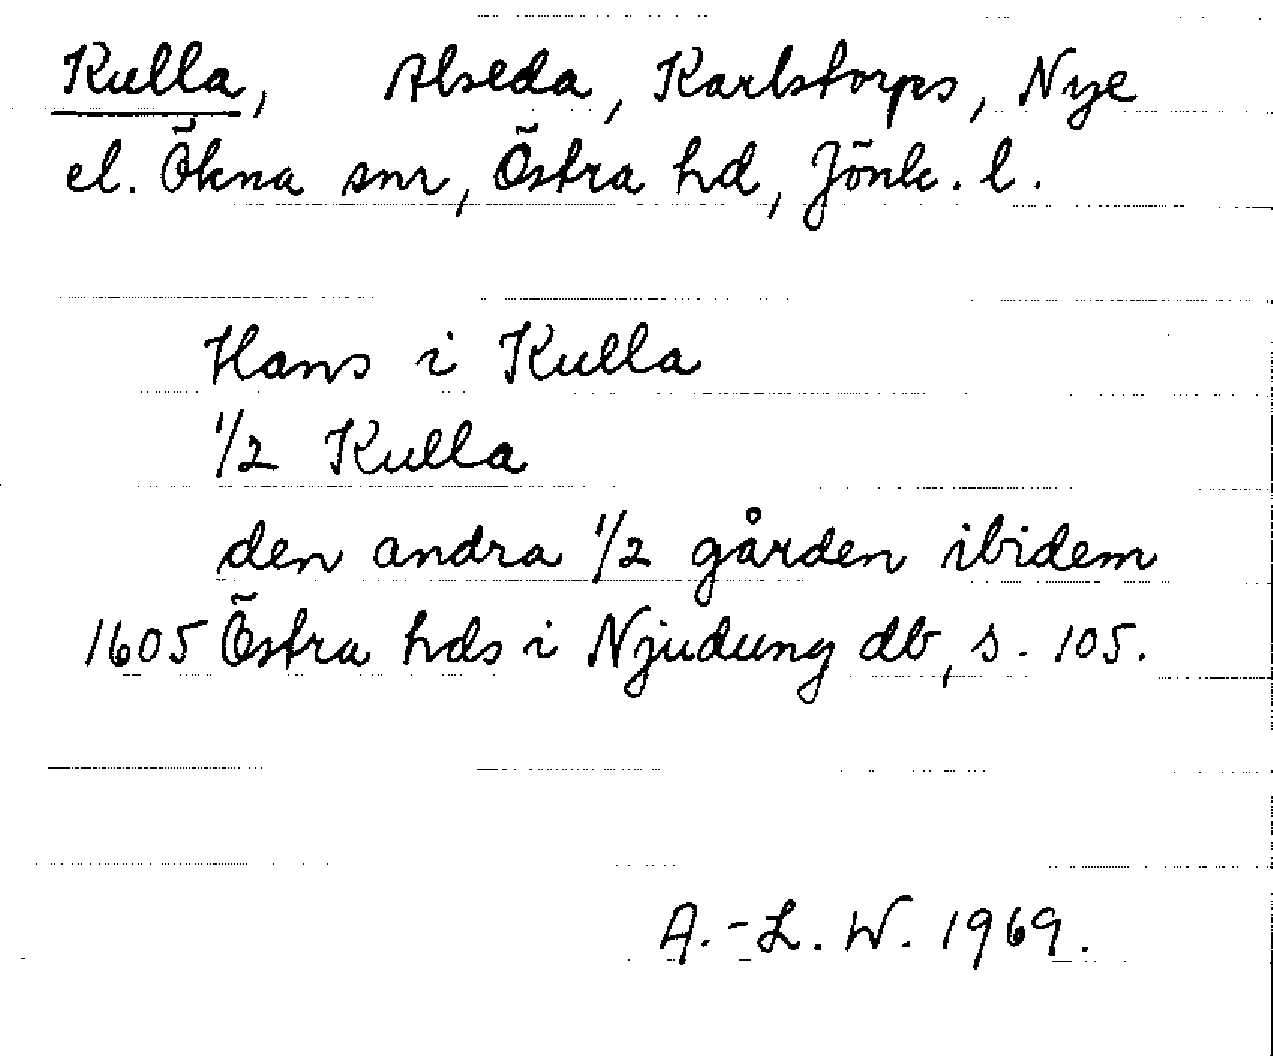 Kulla, Alseda, Karlstorps, Nye
el. Ökna snr, Östra hd, Jönk. l.
Hans i Kulla
1/2 Kulla
den andra 1/2 gården ibidem
1605 Östra hds i Njudung db, s. 105.
A.-L. W. 1969.